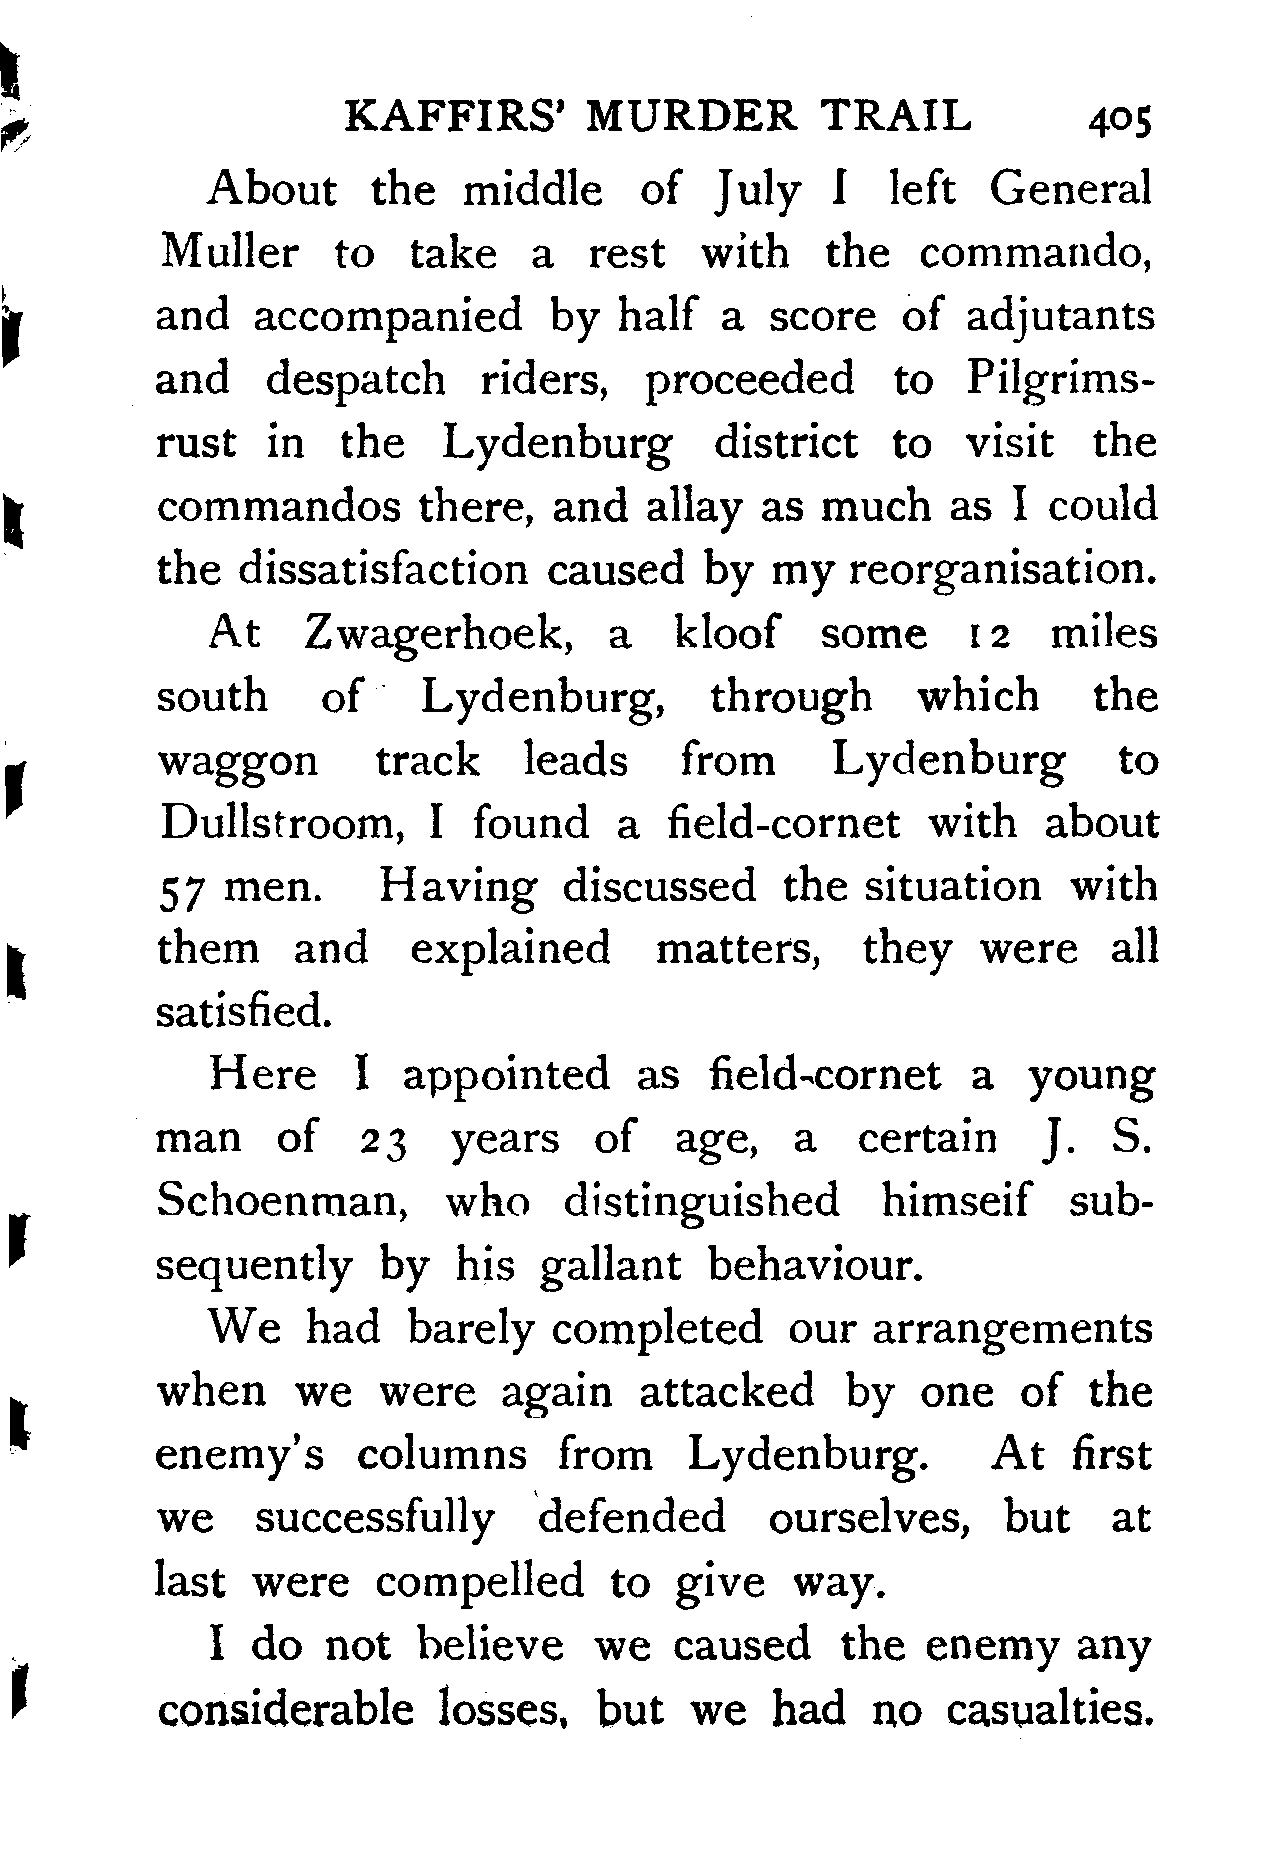 KAFFIRS' MURDER TRAIL 405
About the middle of July I left General
Muller to take a rest with the commando,
and accompanied by half a score of adjutants
and despatch riders, proceeded to Pilgrims-
rust in the Lydenburg district to visit the
commandos there, and allay as much as I could
the dissatisfaction caused by my reorganisation.
At Zwagerhoek, a kloof some 12 miles
south of Lydenburg, through which the
waggon track leads from Lydenburg to
Dullstroom, I found a field-cornet with about
57 men. Having discussed the situation with
them and explained matters, they were all
satisfied.
Here I appointed as field-cornet a young
man of 23 years of age, a certain J. S.
Schoenman, who distinguished himseif sub-
sequently by his gallant behaviour.
We had barely completed our arrangements
when we were again attacked by one of the
enemy's columns from Lydenburg. At first
we successfully defended ourselves, but at
last were compelled to give way.
I do not believe we caused the enemy any
considerable losses, but we had no casualties.